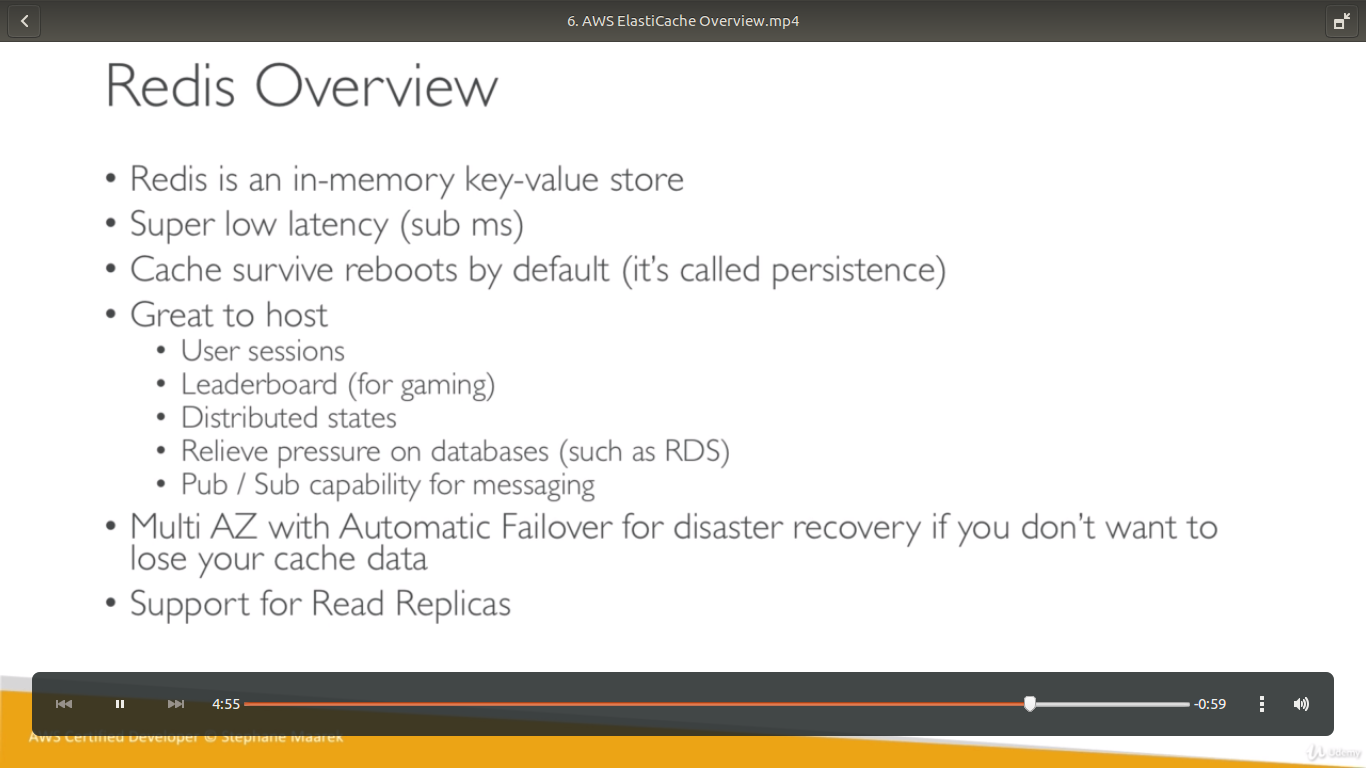 6. AWS ElastiCache Overview.mp4
Redis Overview
• Redis is an in-memory key-value store
• Super low latency (sub ms)
• Cache survive reboots by default (it's called persistence)
• Great to host
• User sessions
• Leaderboard (for gaming)
• Distributed states
• Relieve pressure on databases (such as RDS)
• Pub / Sub capability for messaging
• Multi AZ with Automatic Failover for disaster recovery if you don't want to
lose your cache data
• Support for Read Replicas
4:55 -0:59
AWS Certified Developer © Stephane Maarek
Udemy